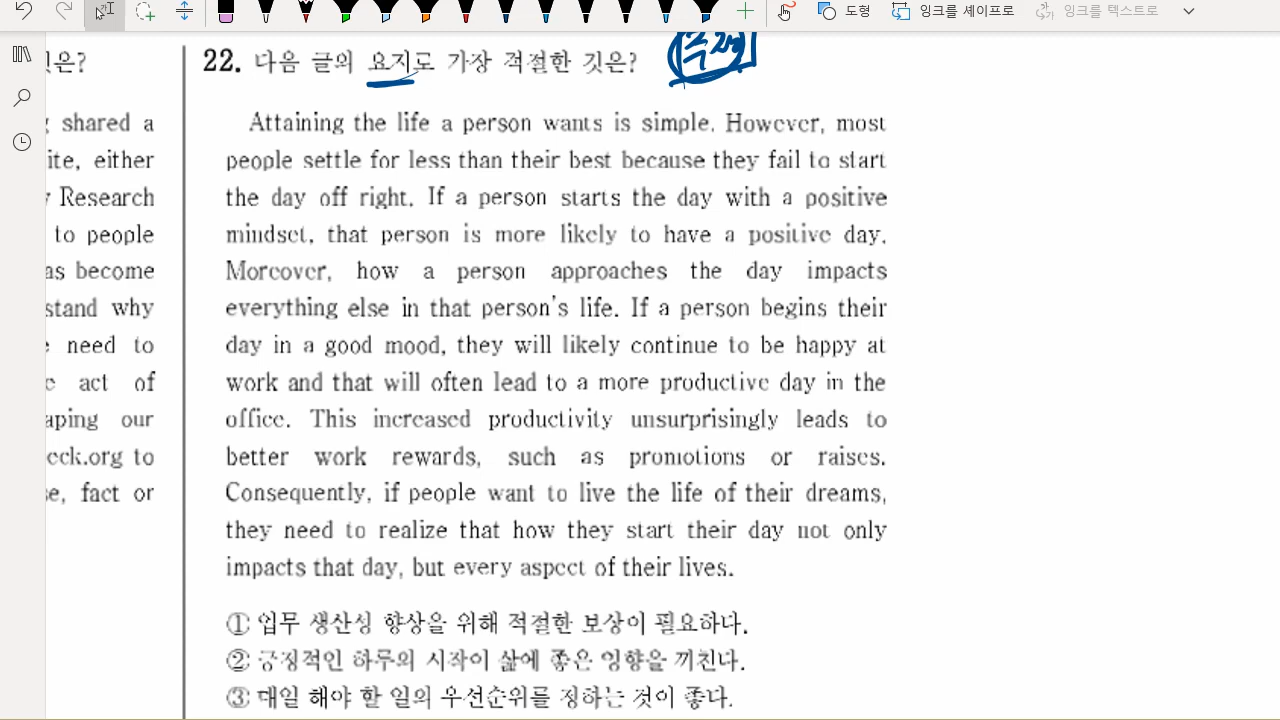 도형
잉크를 셰이프로
잉크를 텍스트로
은?
shared a
ite, either
Research
to people
as become
stand why
need to
act of
aping our
eck.org to
se, fact or
22. 다음 글의 요지로 가장 적절한 것은?
주제
Attaining the life a person wants is simple. However, most
people settle for less than their best because they fail to start
the day off right. If a person starts the day with a positive
mindset, that person is more likely to have a positive day.
Moreover, how a person approaches the day impacts
everything else in that person's life. If a person begins their
day in a good mood, they will likely continue to be happy at
work and that will often lead to a more productive day in the
office. This increased productivity unsurprisingly leads to
better work rewards, such as promotions or raises.
Consequently, if people want to live the life of their dreams,
they need to realize that how they start their day not only
impacts that day, but every aspect of their lives.
① 업무 생산성 향상을 위해 적절한 보상이 필요하다.
② 긍정적인 하루의 시작이 삶에 좋은 영향을 끼친다.
③ 매일 해야 할 일의 우선순위를 정하는 것이 좋다.